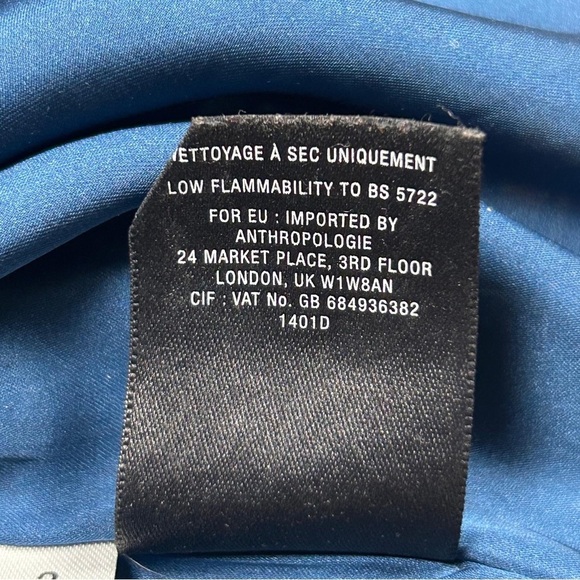 NETTOYAGE À SEC UNIQUEMENT
LOW FLAMMABILITY TO BS 5722
FOR EU : IMPORTED BY
ANTHROPOLOGIE
24 MARKET PLACE, 3RD FLOOR
LONDON, UK W1W8AN
CIF : VAT No. GB 684936382
1401D